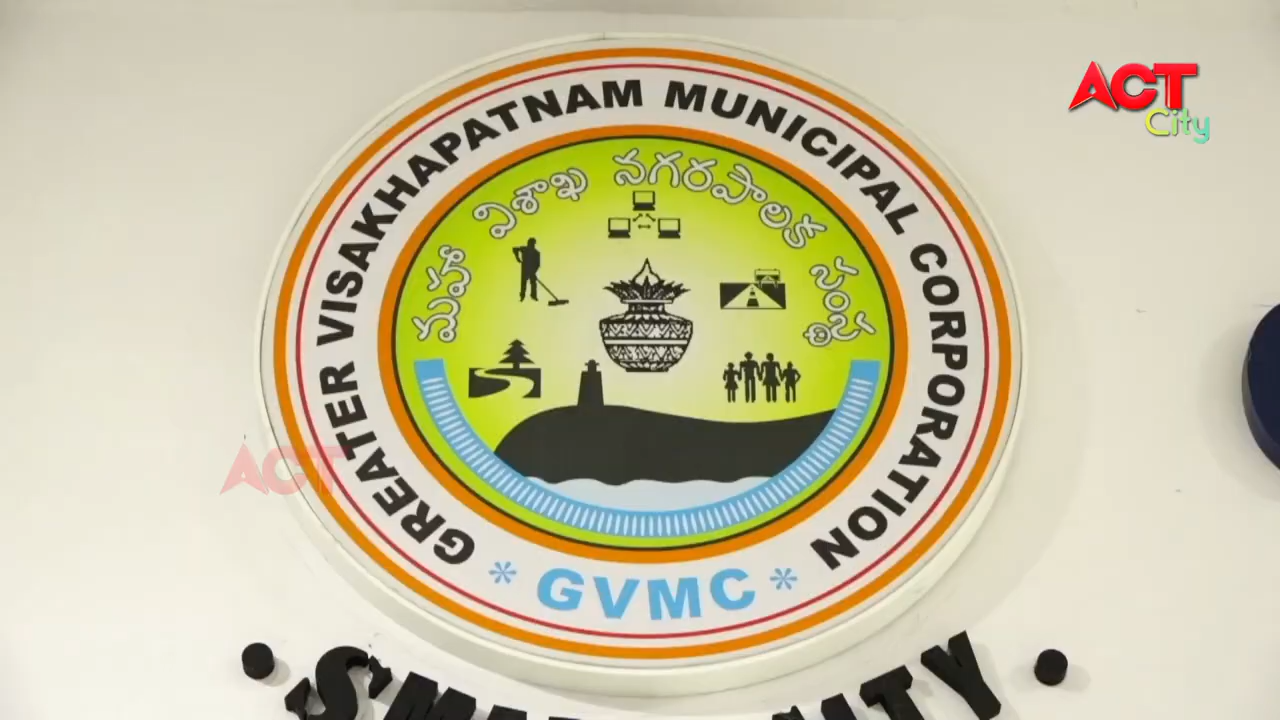 ACT
City
GREATER VISAKHAPATNAM MUNICIPAL CORPORATION
మహా విశాఖ నగరపాలక సంస్థ
* GVMC *
ACT